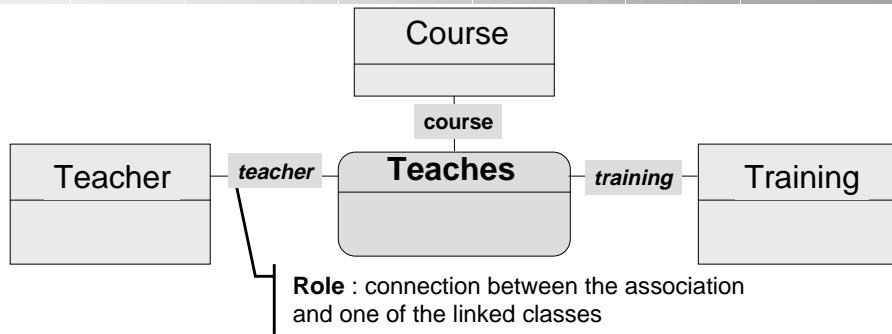 Course
course
Teacher
teacher
Teaches
training
Training
Role : connection between the association
and one of the linked classes